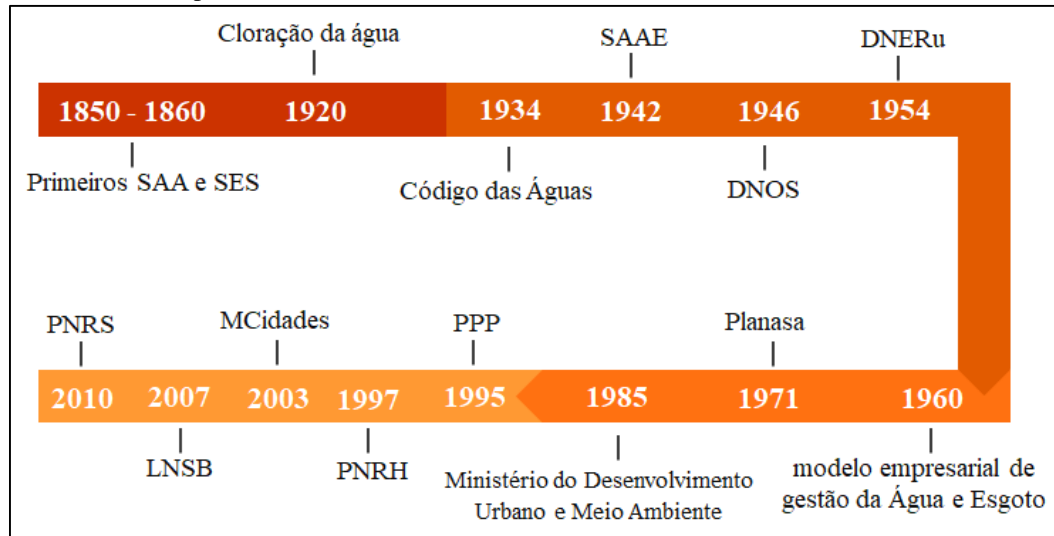 Cloração da água
SAAE
DNERu
1850 - 1860
1920
1934
1942
1946
1954
Primeiros SAA e SES
Código das Águas
DNOS
PNRS
MCidades
PPP
Planasa
2010
2007
2003
1997
1995
1985
1971
1960
LNSB
PNRH
Ministério do Desenvolvimento
Urbano e Meio Ambiente
modelo empresarial de
gestão da Água e Esgoto